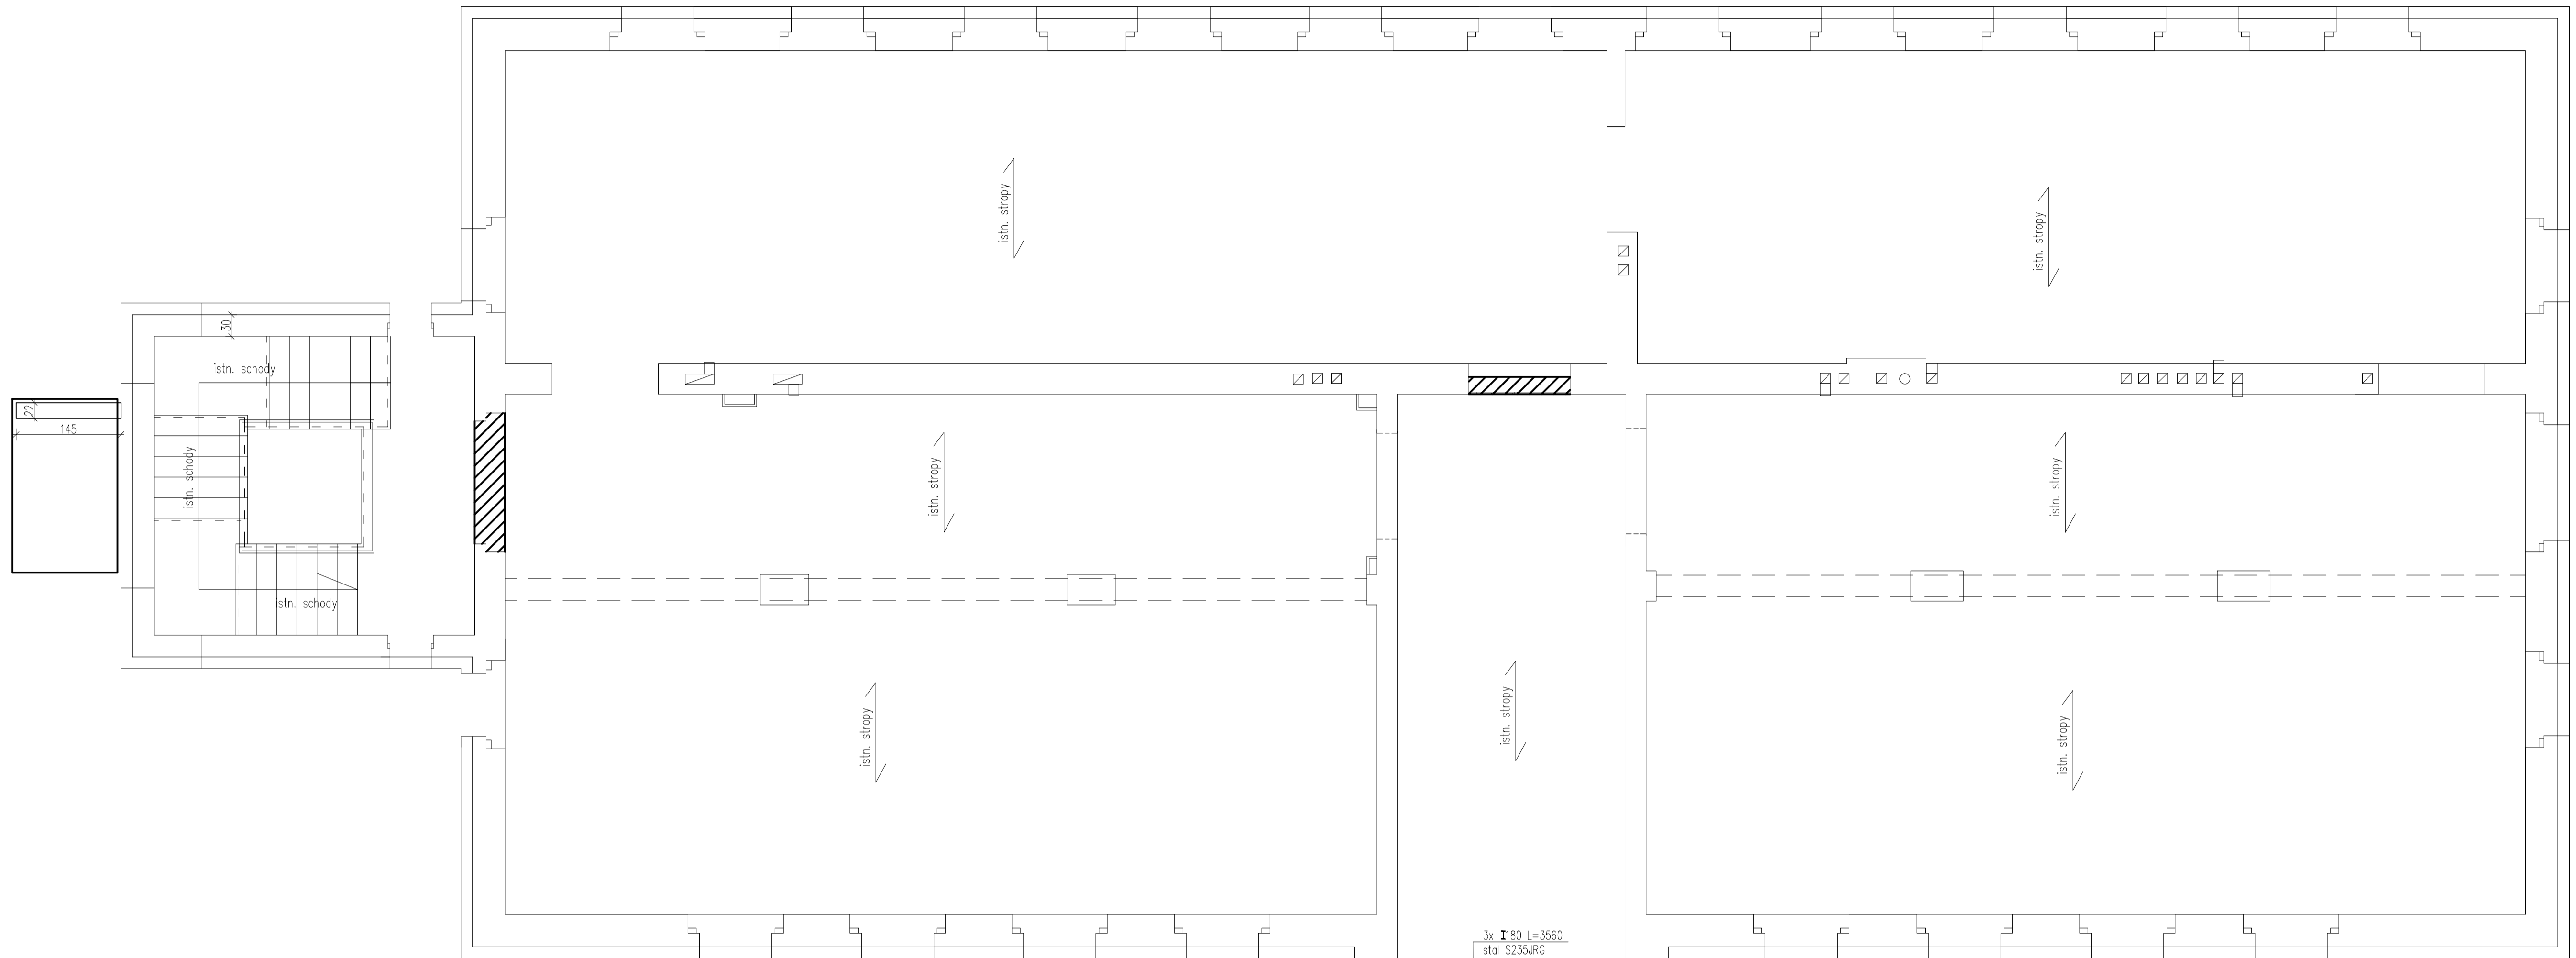 istn. stropy
istn. stropy
30
istn. schody
22
145
istn. schody
istn. stropy
istn. stropy
istn. schody
istn. stropy
istn. stropy
istn. stropy
3x I180 L=3560
stal S235JRG